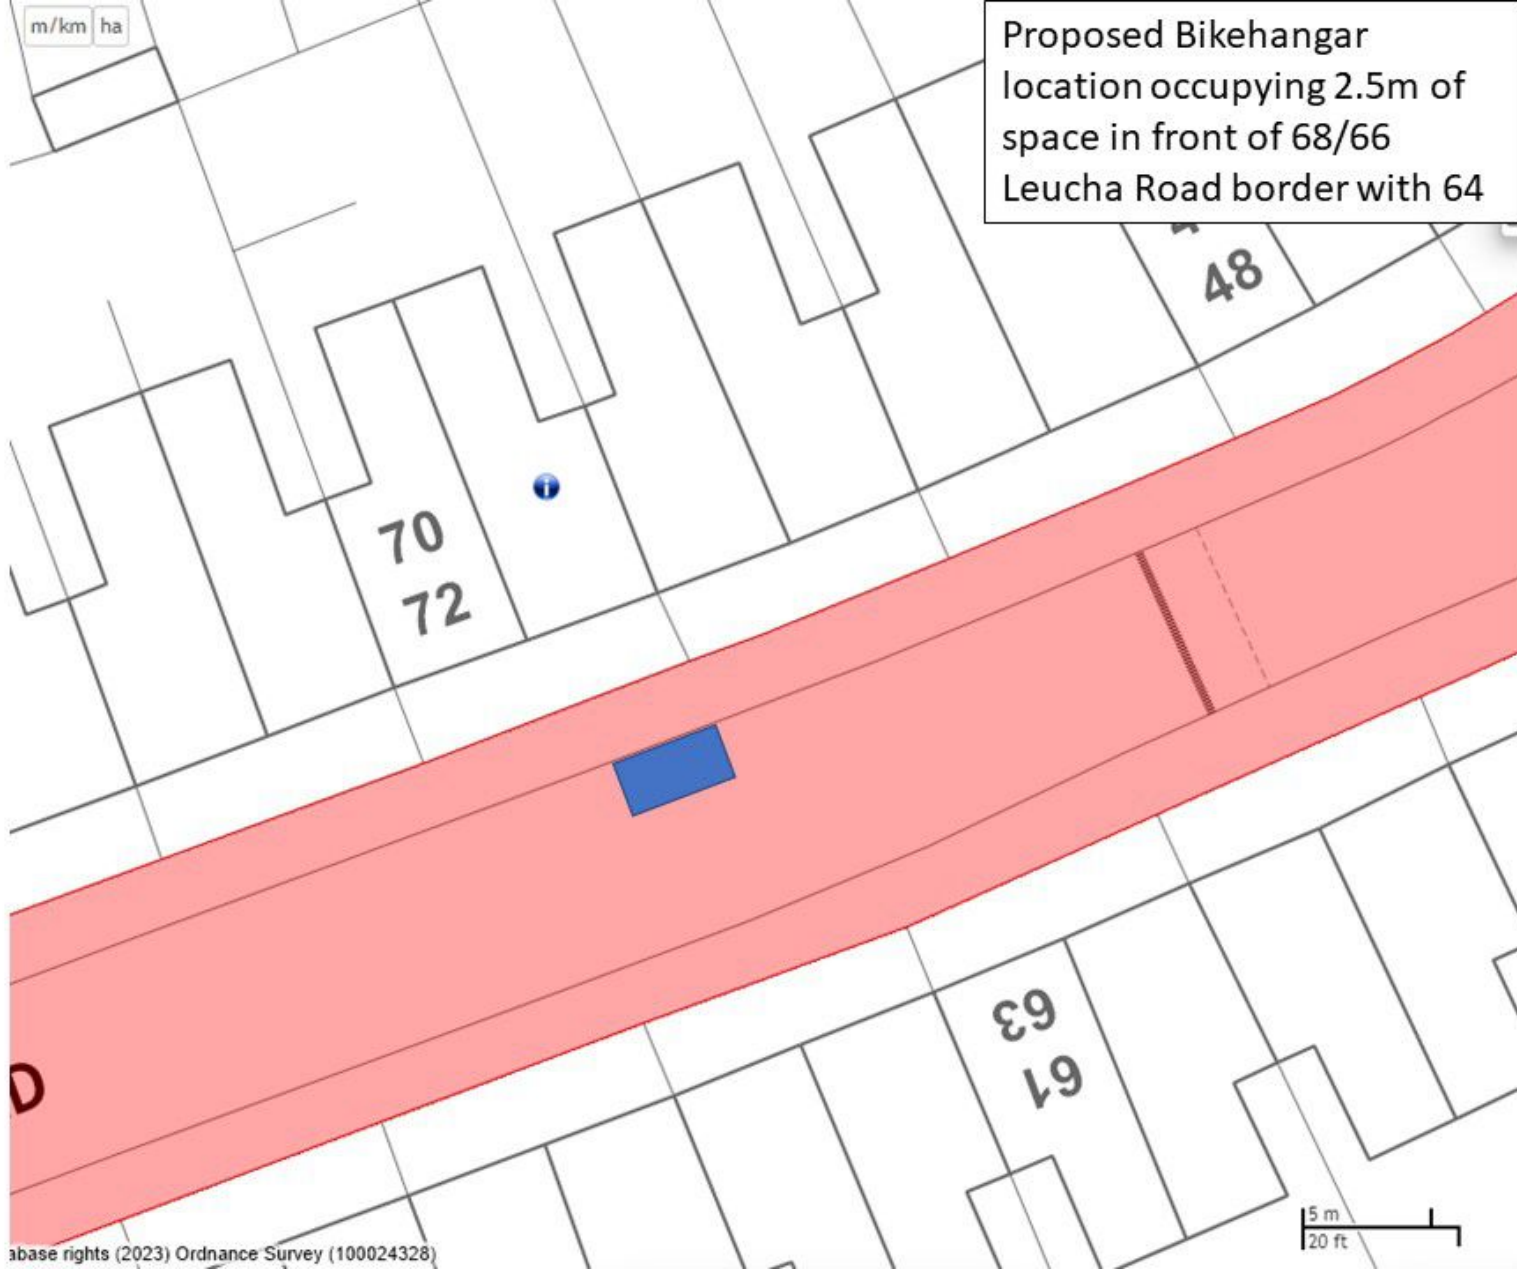 m/km ha
Proposed Bikehangar
location occupying 2.5m of
space in front of 68/66
Leucha Road border with 64
48
70
72
63
61
D
5 m
20 ft
abase rights (2023) Ordnance Survey (100024328)